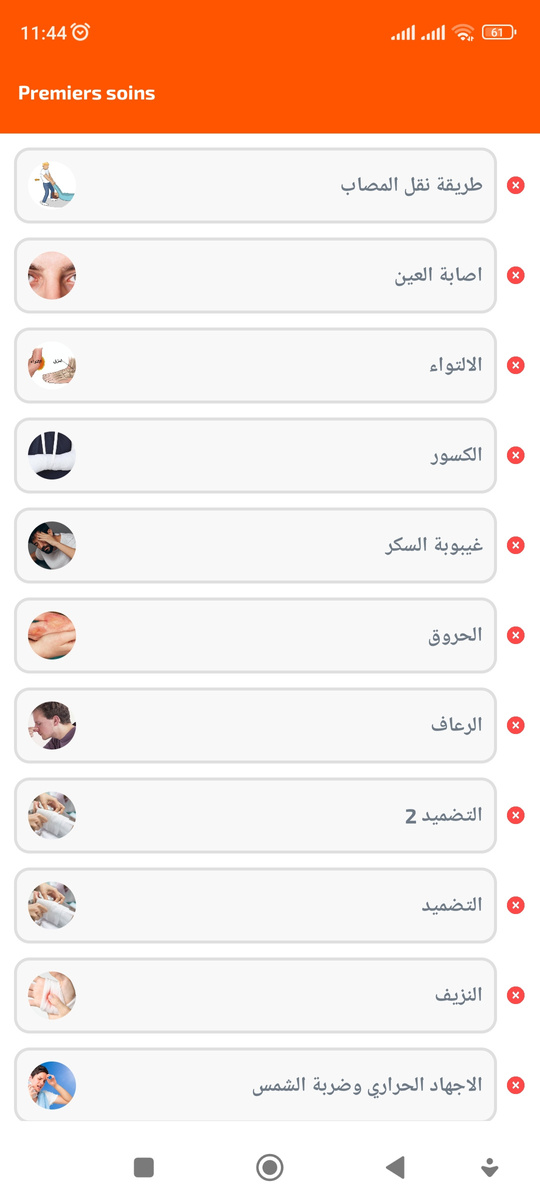 11:44
61
Premiers soins
طريقة نقل المصاب
اصابة العين
الالتواء
الكسور
غيبوبة السكر
الحروق
الرعاف
التضميد 2
التضميد
النزيف
الاجهاد الحراري وضربة الشمس